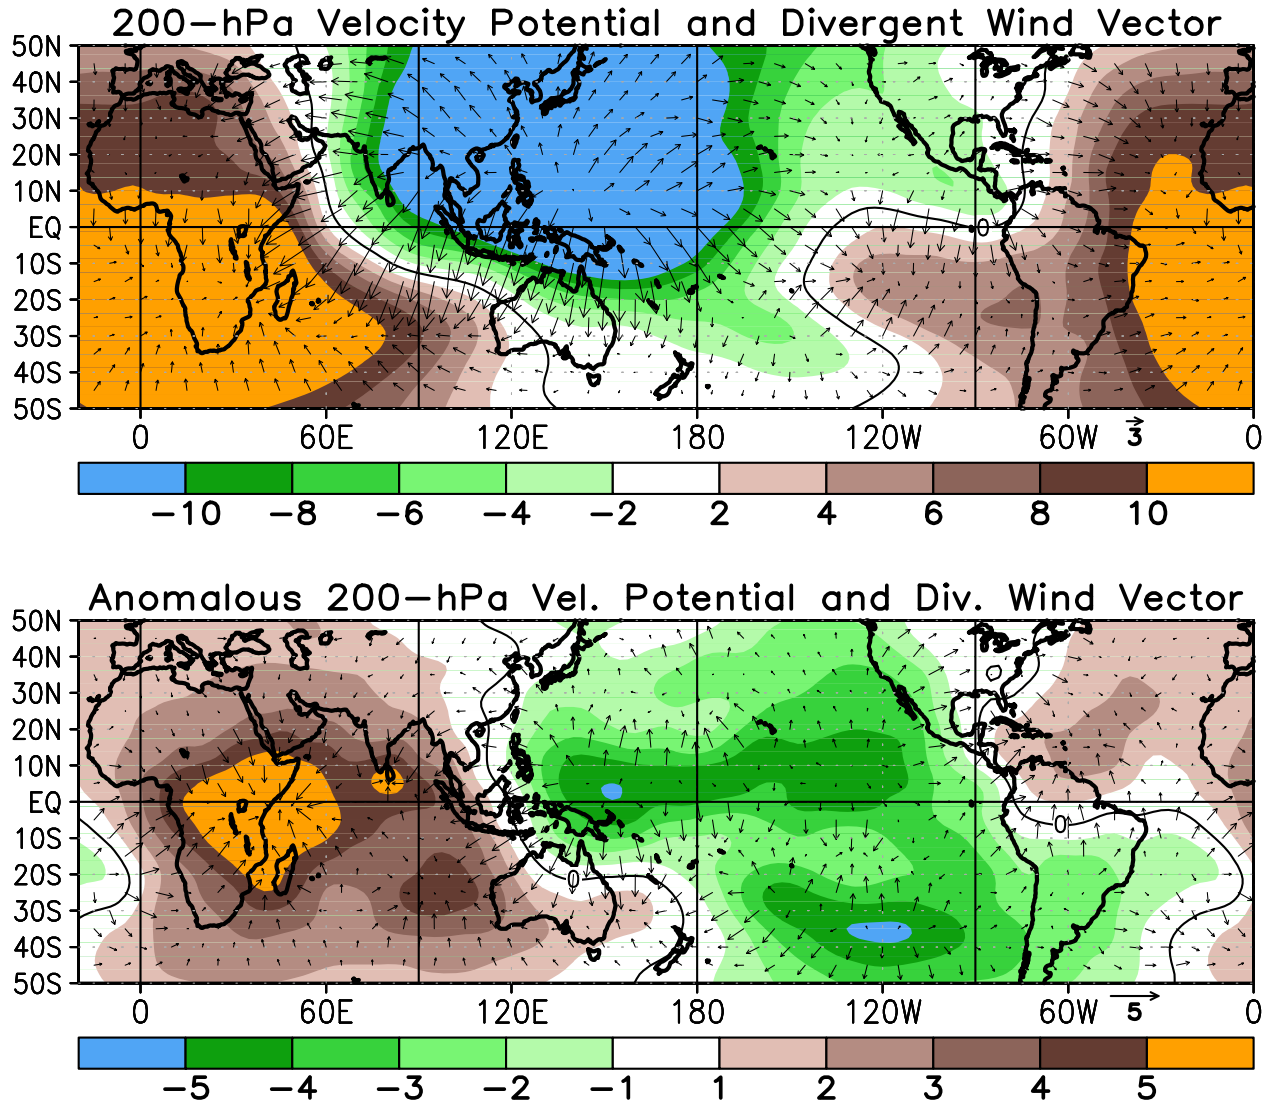 200-hPa Velocity Potential and Divergent Wind Vector
50N
40N
30N
20N
10N
EQ
0
10S
20S
30S
40S
50S
0 60E 120E 180 120W 60W 3 0
-10 -8 -6 -4 -2 2 4 6 8 10
Anomalous 200-hPa Vel. Potential and Div. Wind Vector
50N
40N
30N
20N
10N
EQ
0
10S
20S
0
30S
40S
50S
0 60E 120E 180 120W 60W 5 0
-5 -4 -3 -2 -1 1 2 3 4 5